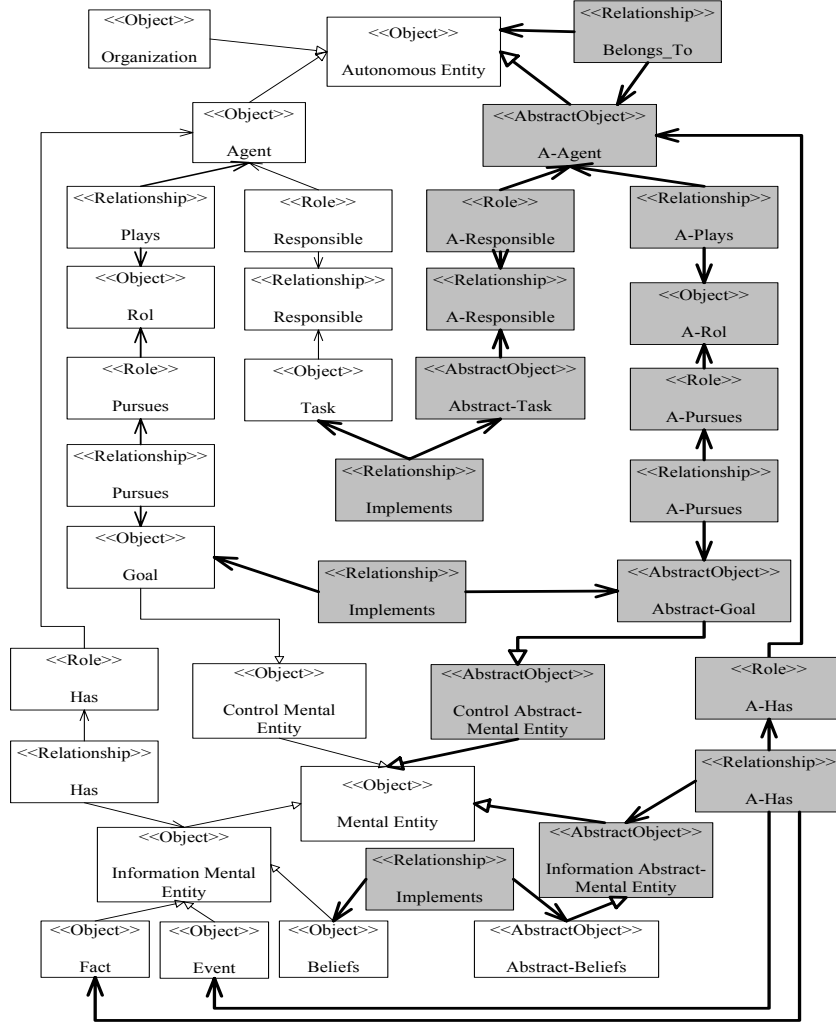 <<Object>>
Organization
<<Object>>
Autonomous Entity
<<Relationship>>
Belongs_To
<<Object>>
Agent
<<AbstractObject>>
A-Agent
<<Relationship>>
Plays
<<Role>>
Responsible
<<Role>>
A-Responsible
<<Relationship>>
A-Plays
<<Object>>
Rol
<<Relationship>>
Responsible
<<Relationship>>
A-Responsible
<<Object>>
A-Rol
<<Role>>
Pursues
<<Object>>
Task
<<AbstractObject>>
Abstract-Task
<<Role>>
A-Pursues
<<Relationship>>
Pursues
<<Relationship>>
Implements
<<Relationship>>
A-Pursues
<<Object>>
Goal
<<Relationship>>
Implements
<<AbstractObject>>
Abstract-Goal
<<Role>>
Has
<<Object>>
Control Mental
Entity
<<AbstractObject>>
Control Abstract-
Mental Entity
<<Role>>
A-Has
<<Relationship>>
Has
<<Object>>
Mental Entity
<<Relationship>>
A-Has
<<Object>>
Information Mental
Entity
<<Relationship>>
Implements
<<AbstractObject>>
Information Abstract-
Mental Entity
<<Object>>
Fact
<<Object>>
Event
<<Object>>
Beliefs
<<AbstractObject>>
Abstract-Beliefs